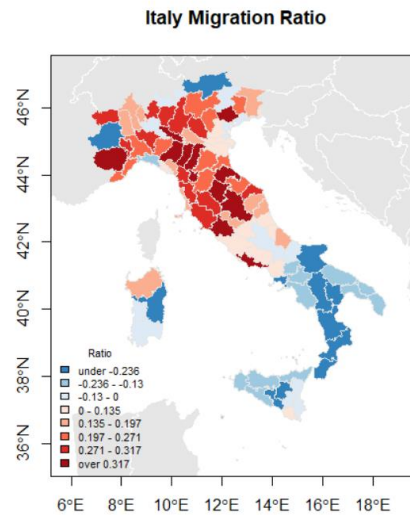 Italy Migration Ratio
46°N
44°N
42°N
40°N
38°N
36°N
Ratio
under -0.236
-0.236 - -0.13
-0.13 - 0
0 - 0.135
0.135 - 0.197
0.197 - 0.271
0.271 - 0.317
over 0.317
6°E 8°E 10°E 12°E 14°E 16°E 18°E